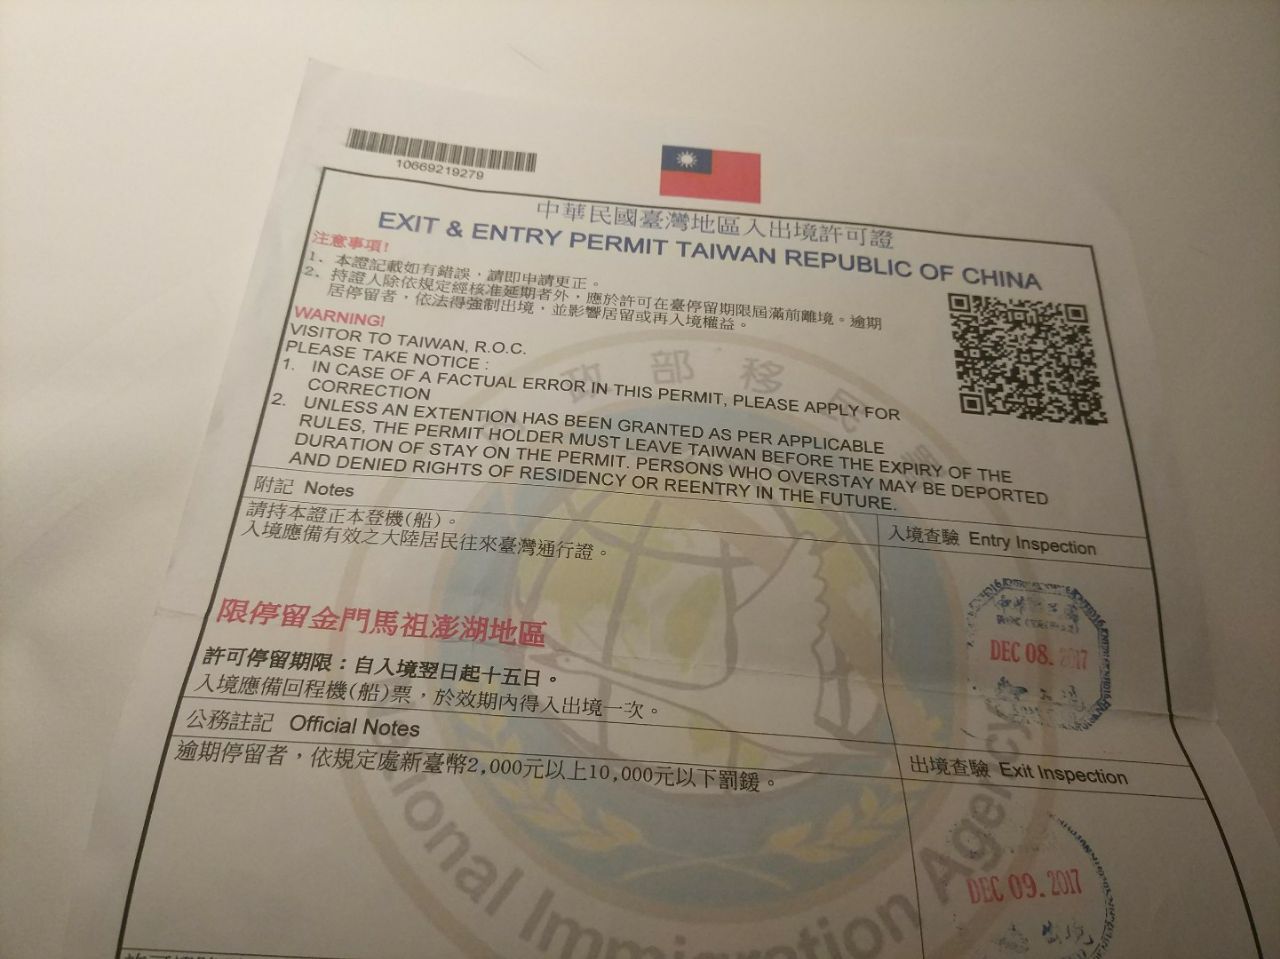 10669219279
中華民國臺灣地區入出境許可證
EXIT & ENTRY PERMIT TAIWAN REPUBLIC OF CHINA
注意事項!
1、本證記載如有錯誤，請即申請更正。
2、持證人除依規定經核准延期者外，應於許可在臺停留期限屆滿前離境。逾期
居停留者，依法得強制出境，並影響居留或再入境權益。
WARNING!
VISITOR TO TAIWAN, R.O.C.
PLEASE TAKE NOTICE :
1. IN CASE OF A FACTUAL ERROR IN THIS PERMIT, PLEASE APPLY FOR
CORRECTION
2. UNLESS AN EXTENTION HAS BEEN GRANTED AS PER APPLICABLE
RULES, THE PERMIT HOLDER MUST LEAVE TAIWAN BEFORE THE EXPIRY OF THE
DURATION OF STAY ON THE PERMIT. PERSONS WHO OVERSTAY MAY BE DEPORTED
AND DENIED RIGHTS OF RESIDENCY OR REENTRY IN THE FUTURE.
附記 Notes
請持本證正本登機(船)。
入境應備有效之大陸居民往來臺灣通行證。
限停留金門馬祖澎湖地區
許可停留期限：自入境翌日起十五日。
入境應備回程機(船)票，於效期內得入出境一次。
入境查驗 Entry Inspection
DEC 08. 2017
公務註記 Official Notes
逾期停留者，依規定處新臺幣2,000元以上10,000元以下罰鍰。
出境查驗 Exit Inspection
DEC 09. 2017
政部移民
National Immigration Agency